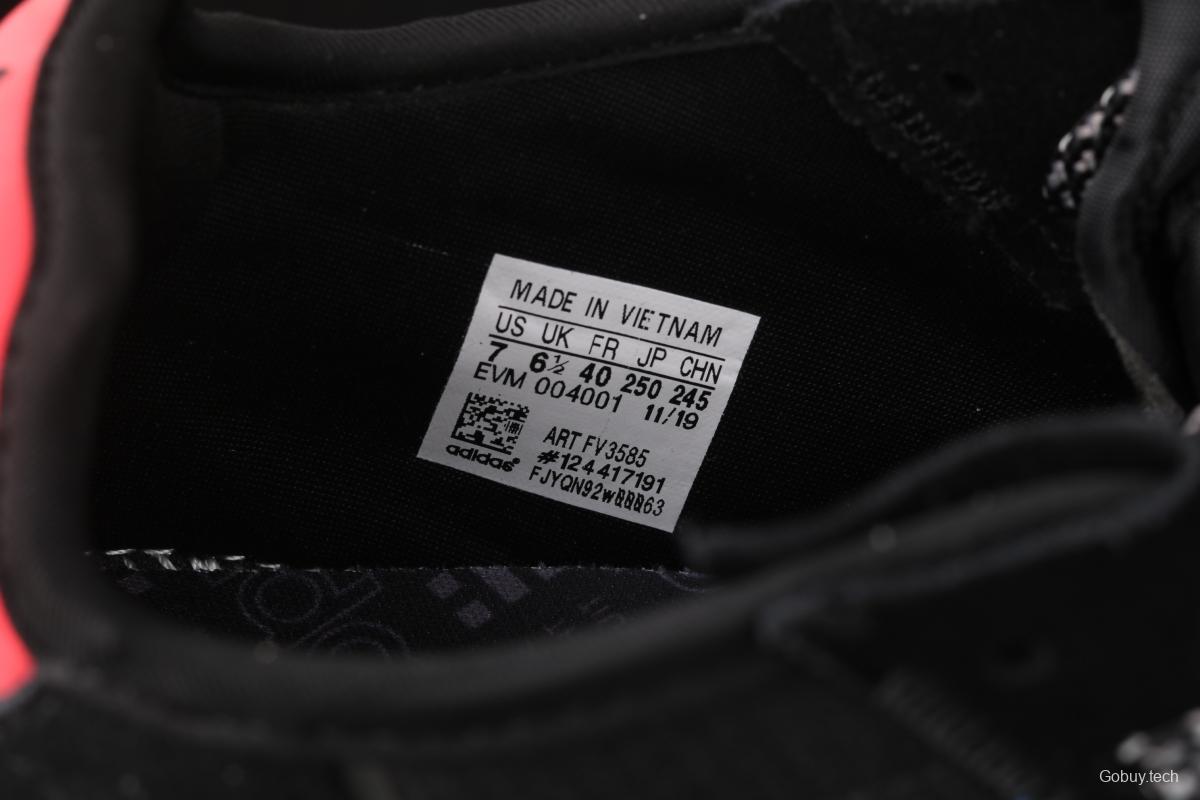 MADE IN VIETNAM
US UK FR JP CHN
7 6½ 40 250 245
EVM 004001 11/19
ART FV3585
#124417191
adidas®
Gobuy.tech